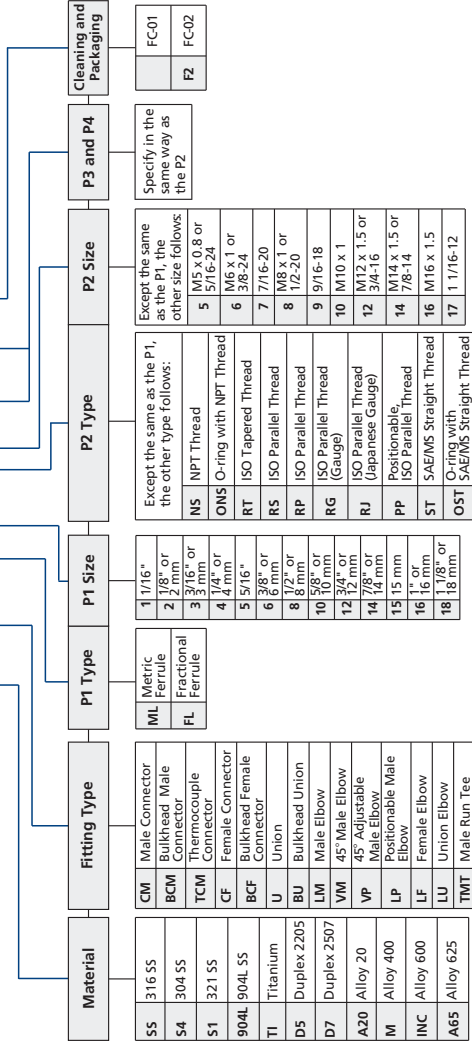 Material
SS 316 SS
S4 304 SS
S1 321 SS
904L 904L SS
TI Titanium
D5 Duplex 2205
D7 Duplex 2507
A20 Alloy 20
M Alloy 400
INC Alloy 600
A65 Alloy 625
Fitting Type
CM Male Connector
BCM Bulkhead Male
Connector
TCM Thermocouple
Connector
CF Female Connector
BCF Bulkhead Female
Connector
U Union
BU Bulkhead Union
LM Male Elbow
VM 45° Male Elbow
VP 45° Adjustable
Male Elbow
LP Positionable Male
Elbow
LF Female Elbow
LU Union Elbow
TMT Male Run Tee
P1 Type
ML Metric
Ferrule
FL Fractional
Ferrule
P1 Size
1 1/16"
2 1/8" or
2 mm
3 3/16" or
3 mm
4 1/4" or
4 mm
5 5/16"
6 3/8" or
6 mm
8 1/2" or
8 mm
10 5/8" or
10 mm
12 3/4" or
12 mm
14 7/8" or
14 mm
15 15 mm
16 1" or
16 mm
18 1 1/8" or
18 mm
P2 Type
Except the same as the P1,
the other type follows:
NS NPT Thread
ONS O-ring with NPT Thread
RT ISO Tapered Thread
RS ISO Parallel Thread
RP ISO Parallel Thread
RG ISO Parallel Thread
(Gauge)
RJ ISO Parallel Thread
(Japanese Gauge)
PP Positionable,
ISO Parallel Thread
ST SAE/MS Straight Thread
OST O-ring with
SAE/MS Straight Thread
P2 Size
Except the same
as the P1, the
other size follows:
5 M5 x 0.8 or
5/16-24
6 M6 x 1 or
3/8-24
7 7/16-20
8 M8 x 1 or
1/2-20
9 9/16-18
10 M10 x 1
12 M12 x 1.5 or
3/4-16
14 M14 x 1.5 or
7/8-14
16 M16 x 1.5
17 1 1/16-12
P3 and P4
Specify in the
same way as
the P2
Cleaning and
Packaging
FC-01
F2 FC-02